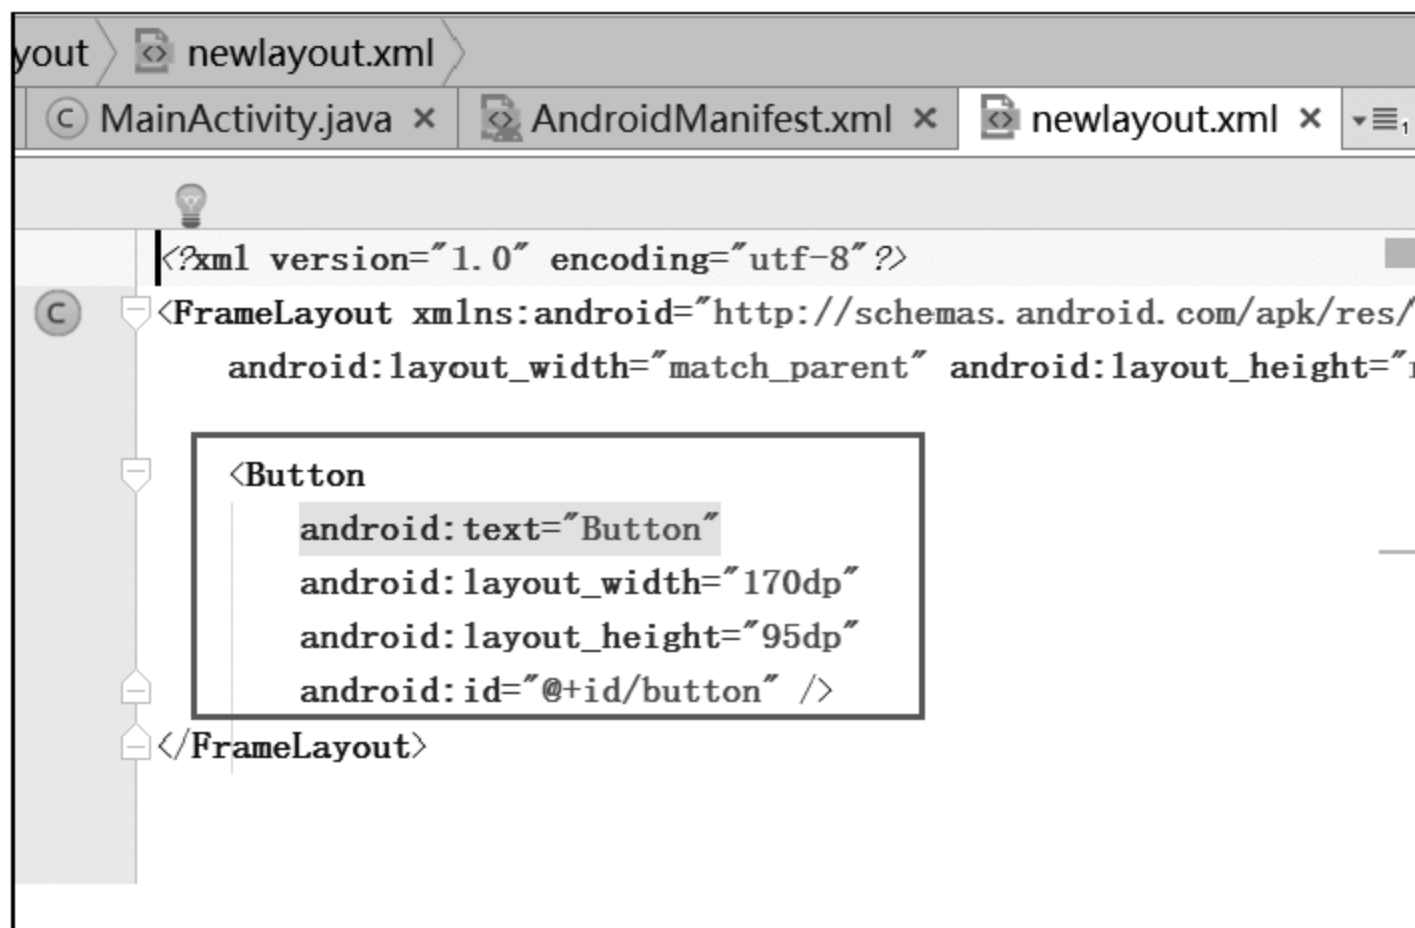 yout newlayout.xml
MainActivity.java × AndroidManifest.xml × newlayout.xml × 1
<?xml version="1.0" encoding="utf-8"?>
C <FrameLayout xmlns:android="http://schemas.android.com/apk/res/
android:layout_width="match_parent" android:layout_height="
<Button
android:text="Button"
android:layout_width="170dp"
android:layout_height="95dp"
android:id="@+id/button" />
</FrameLayout>